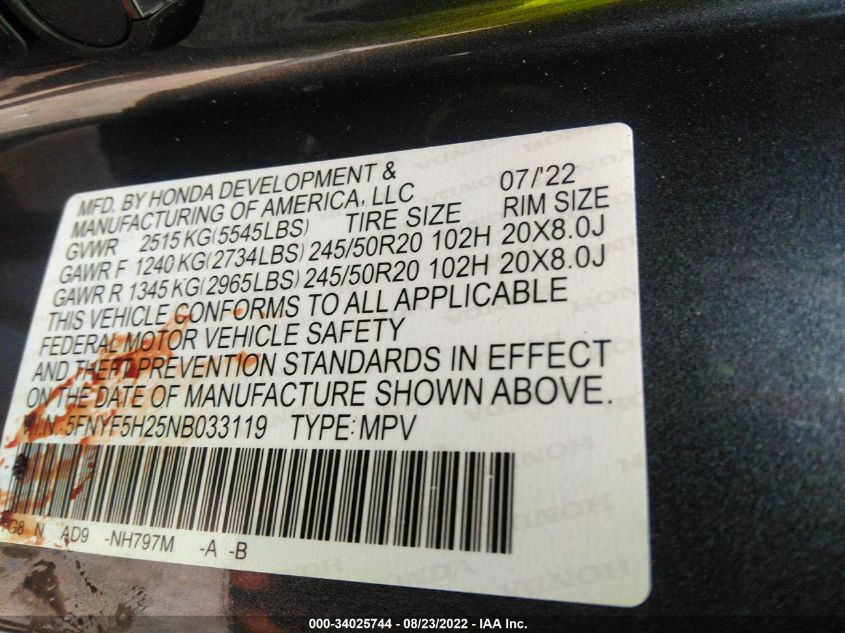 MFD. BY HONDA DEVELOPMENT &
MANUFACTURING OF AMERICA, LLC 07/'22
GVWR 2515 KG(5545LBS) TIRE SIZE RIM SIZE
GAWR F 1240 KG(2734LBS) 245/50R20 102H 20X8.0J
GAWR R 1345 KG(2965LBS) 245/50R20 102H 20X8.0J
THIS VEHICLE CONFORMS TO ALL APPLICABLE
FEDERAL MOTOR VEHICLE SAFETY
AND THEFT PREVENTION STANDARDS IN EFFECT
ON THE DATE OF MANUFACTURE SHOWN ABOVE.
V.I.N. 5FNYF5H25NB033119 TYPE: MPV
N AD9 -NH797M -A -B
000-34025744 - 08/23/2022 - IAA Inc.